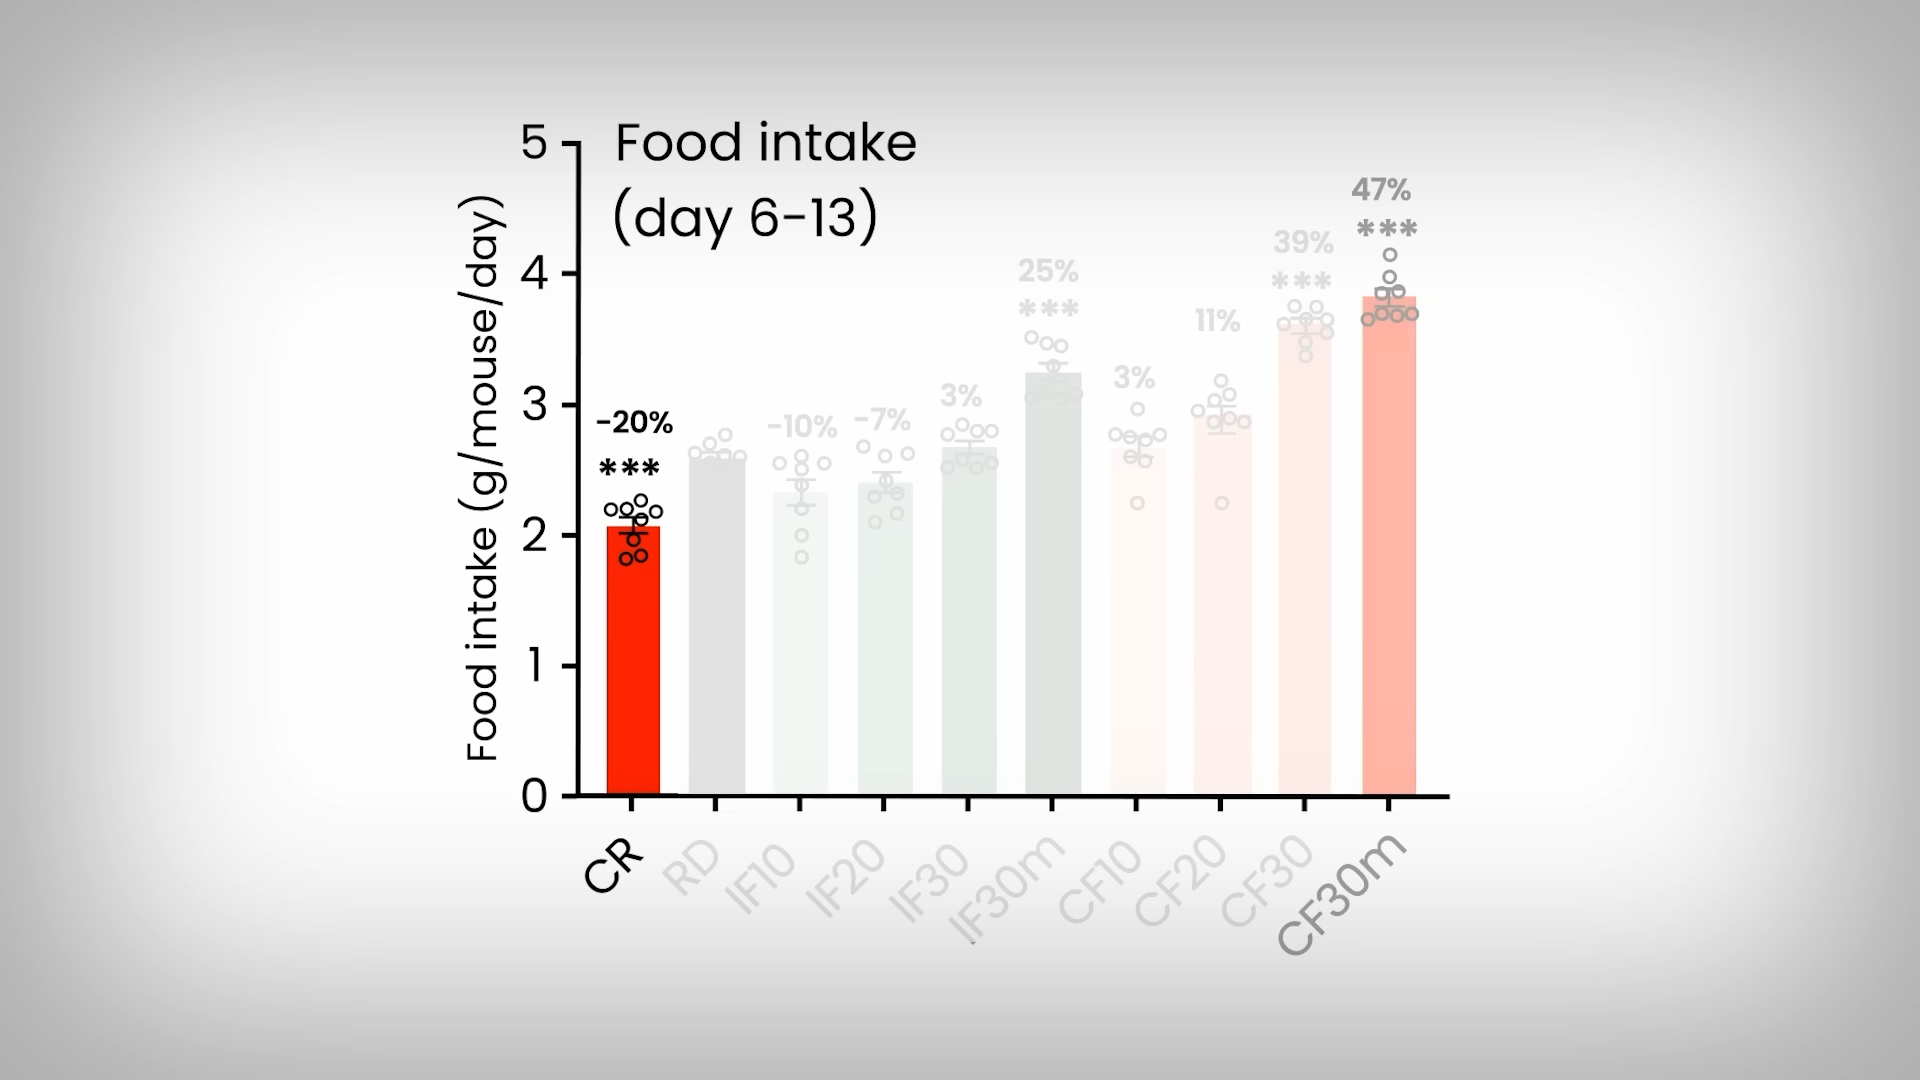 Food intake
(day 6-13)
Food intake (g/mouse/day)
5
4
3
2
1
0
-20%
***
-10%
-7%
3%
25%
***
3%
11%
39%
***
47%
***
CR
RD
IF10
IF20
IF30
IF30m
CF10
CF20
CF30
CF30m